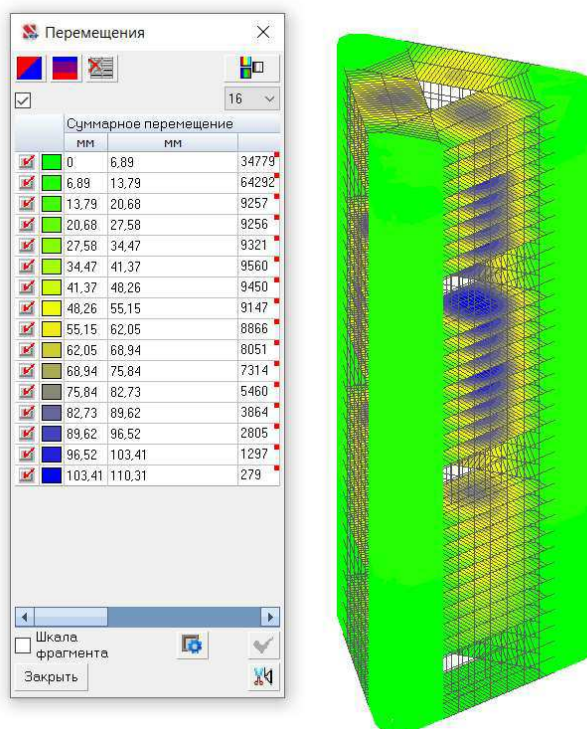 Перемещения
16
Суммарное перемещение
мм мм
0 6,89 34779
6,89 13,79 64292
13,79 20,68 9257
20,68 27,58 9256
27,58 34,47 9321
34,47 41,37 9560
41,37 48,26 9450
48,26 55,15 9147
55,15 62,05 8866
62,05 68,94 8051
68,94 75,84 7314
75,84 82,73 5460
82,73 89,62 3864
89,62 96,52 2805
96,52 103,41 1297
103,41 110,31 279
Шкала
фрагмента
Закрыть